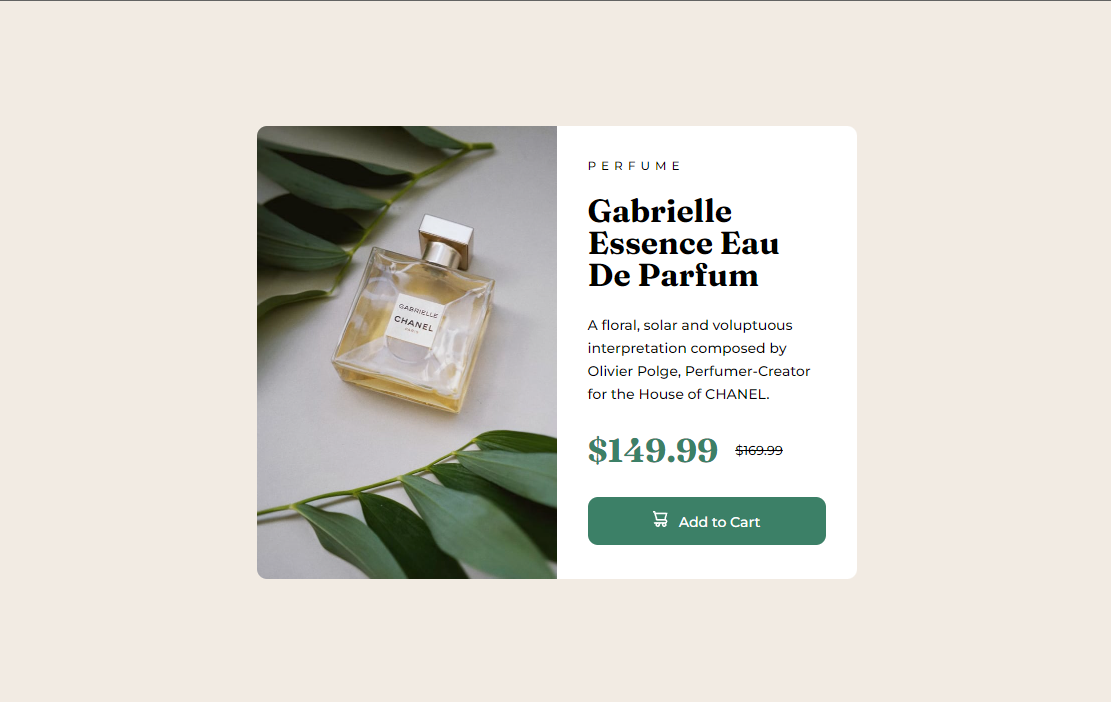 GABRIELLE
CHANEL
PARIS
PERFUME
Gabrielle
Essence Eau
De Parfum
A floral, solar and voluptuous
interpretation composed by
Olivier Polge, Perfumer-Creator
for the House of CHANEL.
$149.99 $169.99
Add to Cart